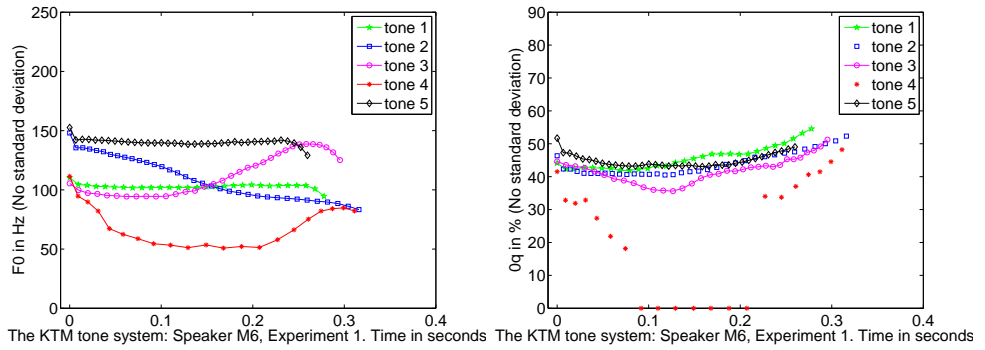 250
200
150
100
50
0
F0 in Hz (No standard deviation)
tone 1
tone 2
tone 3
tone 4
tone 5
0
0.1
0.2
0.3
0.4
The KTM tone system: Speaker M6, Experiment 1. Time in seconds
90
80
70
60
50
40
30
20
10
0
0q in % (No standard deviation)
tone 1
tone 2
tone 3
tone 4
tone 5
0
0.1
0.2
0.3
0.4
The KTM tone system: Speaker M6, Experiment 1. Time in seconds